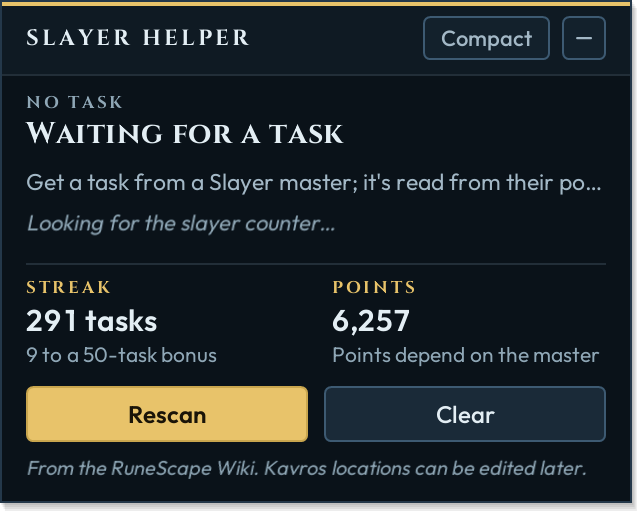 SLAYER HELPER
Compact
—
NO TASK
WAITING FOR A TASK
Get a task from a Slayer master; it's read from their po...
Looking for the slayer counter...
STREAK
POINTS
291 tasks
6,257
9 to a 50-task bonus
Points depend on the master
Rescan
Clear
From the RuneScape Wiki. Kavros locations can be edited later.